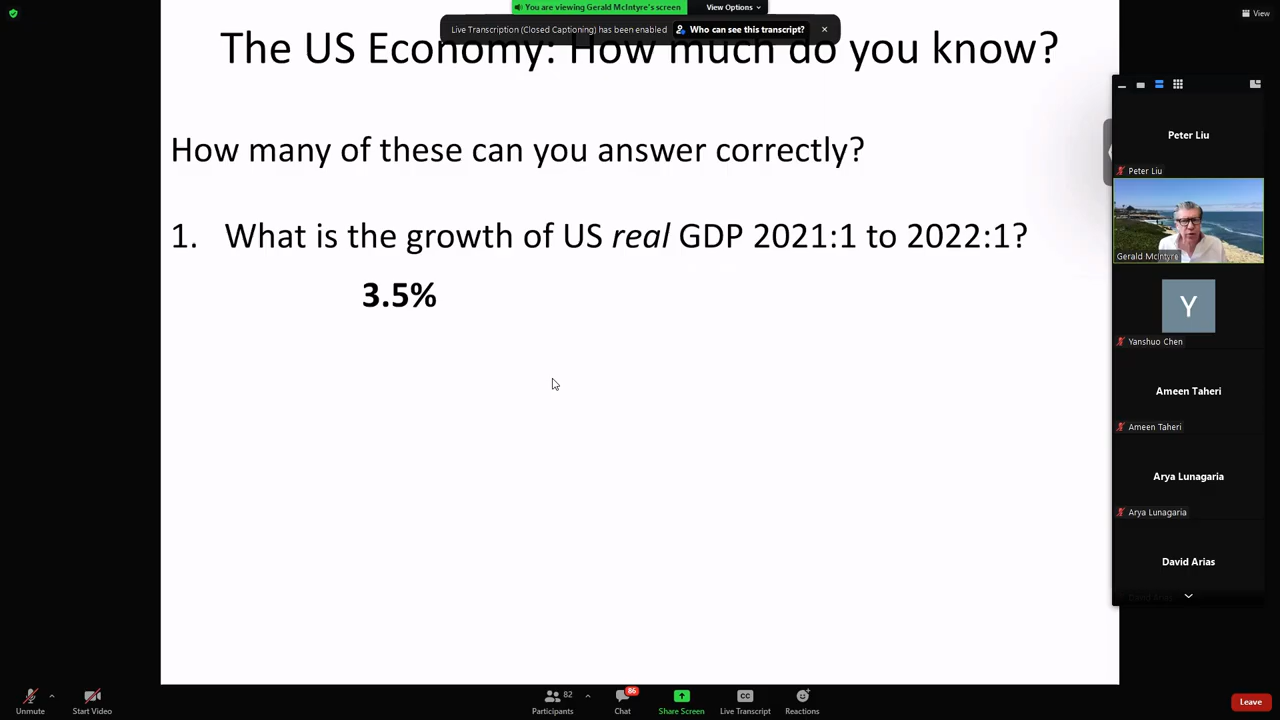 You are viewing Gerald McIntyre's screen
View Options
View
Live Transcription (Closed Captioning) has been enabled
Who can see this transcript?
The US Economy: How much do you know?
How many of these can you answer correctly?
1. What is the growth of US real GDP 2021:1 to 2022:1?
3.5%
Peter Liu
Peter Liu
Gerald McIntyre
Y
Yanshuo Chen
Ameen Taheri
Ameen Taheri
Arya Lunagaria
Arya Lunagaria
David Arias
David Arias
Unmute
Start Video
82
Participants
86
Chat
Share Screen
CC
Live Transcript
Reactions
Leave